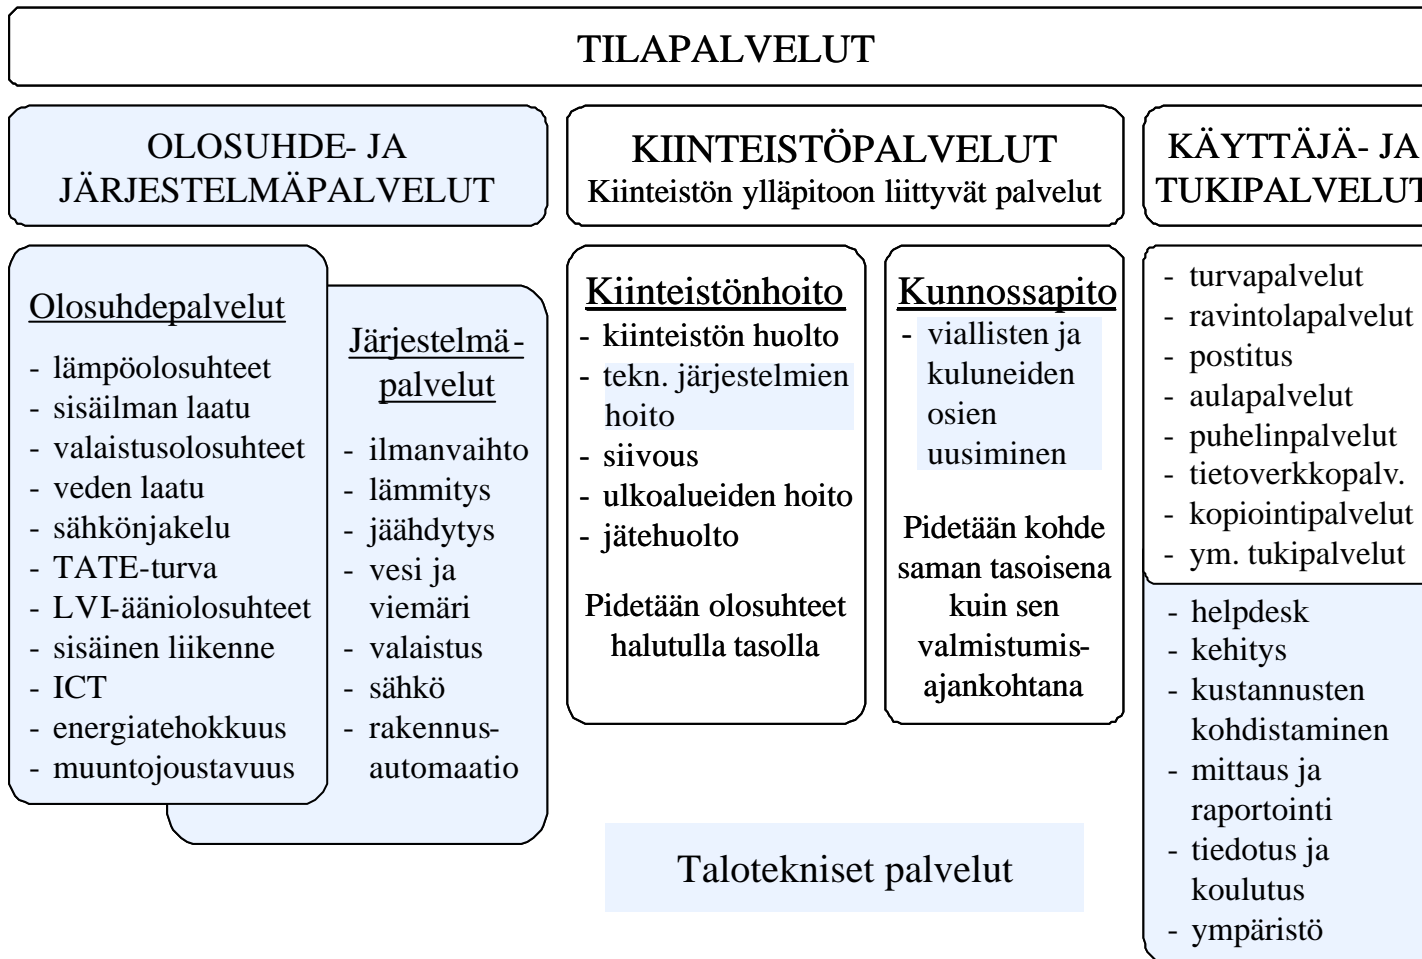 TILAPALVELUT
OLOSUHDE- JA
JÄRJESTELMÄPALVELUT
KIINTEISTÖPALVELUT
Kiinteistön ylläpitoon liittyvät palvelut
KÄYTTÄJÄ- JA
TUKIPALVELUT
Olosuhdepalvelut
- lämpöolosuhteet
- sisäilman laatu
- valaistusolosuhteet
- veden laatu
- sähkönjakelu
- TATE-turva
- LVI-ääniolosuhteet
- sisäinen liikenne
- ICT
- energiatehokkuus
- muuntojoustavuus
Järjestelmä-
palvelut
- ilmanvaihto
- lämmitys
- jäähdytys
- vesi ja
viemäri
- valaistus
- sähkö
- rakennus-
automaatio
Kiinteistönhoito
- kiinteistön huolto
- tekn. järjestelmien
hoito
- siivous
- ulkoalueiden hoito
- jätehuolto
Pidetään olosuhteet
halutulla tasolla
Kunnossapito
- viallisten ja
kuluneiden
osien
uusiminen
Pidetään kohde
saman tasoisena
kuin sen
valmistumis-
ajankohtana
- turvapalvelut
- ravintolapalvelut
- postitus
- aulapalvelut
- puhelinpalvelut
- tietoverkkopalv.
- kopiointipalvelut
- ym. tukipalvelut
- helpdesk
- kehitys
- kustannusten
kohdistaminen
- mittaus ja
raportointi
- tiedotus ja
koulutus
- ympäristö
Talotekniset palvelut